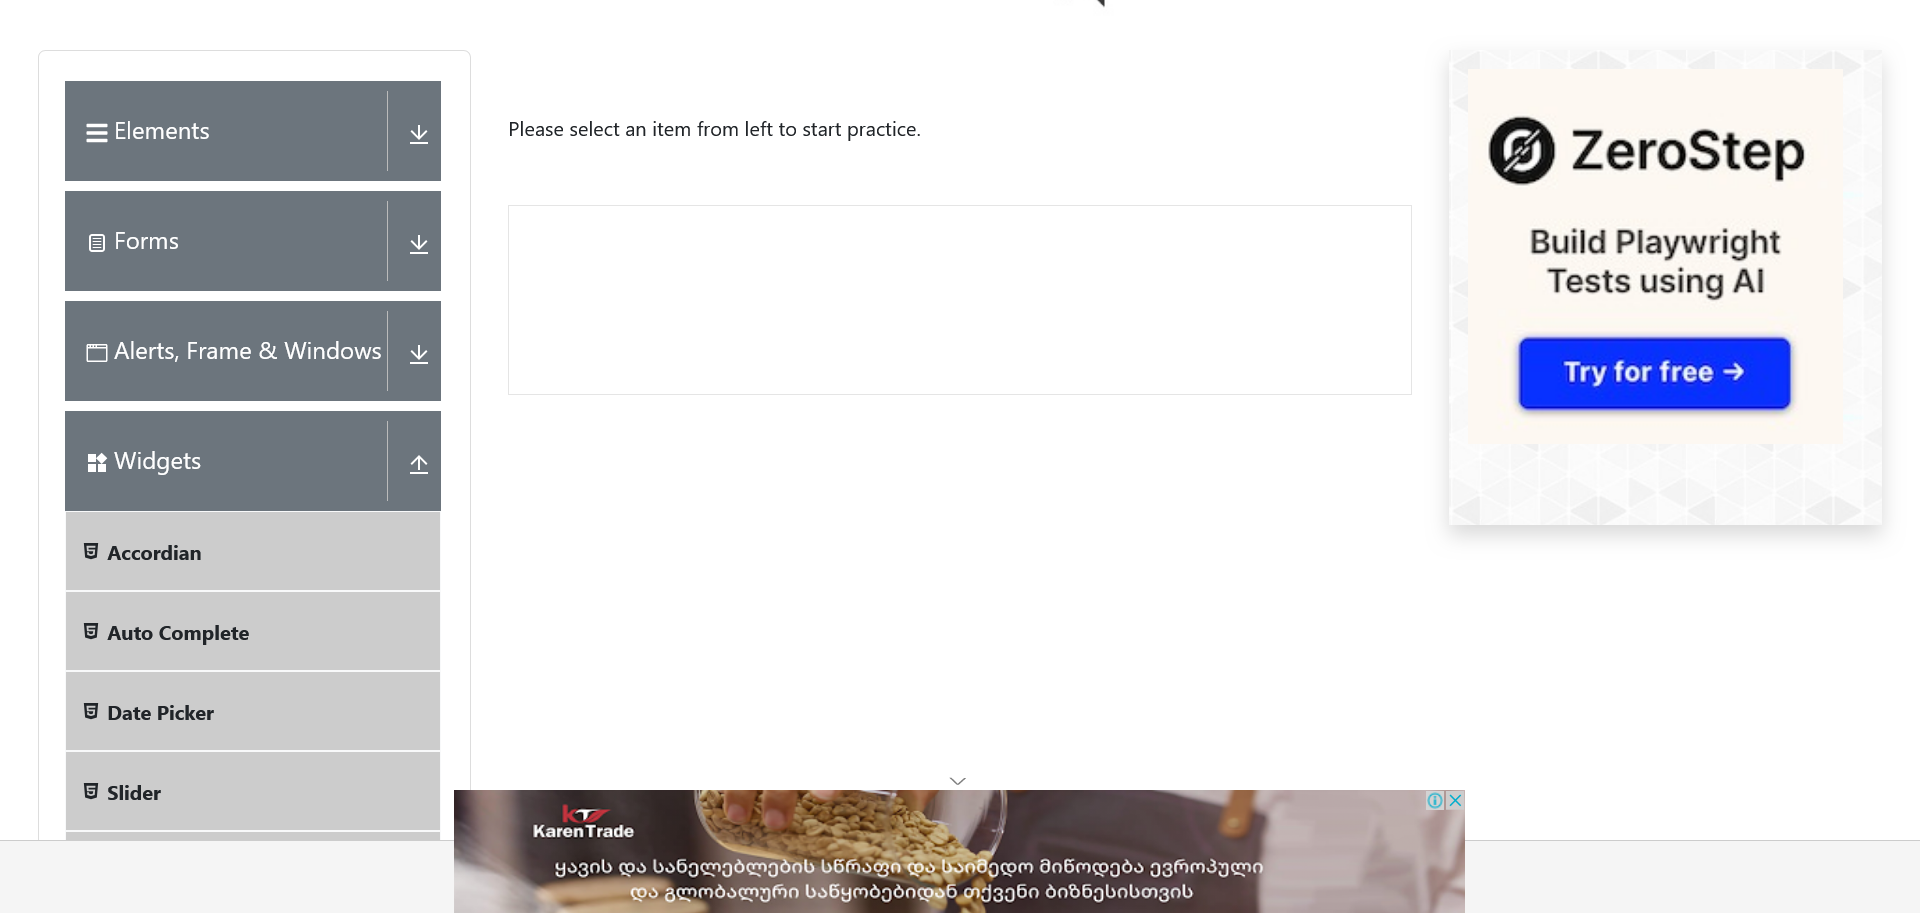 Elements
Forms
Alerts, Frame & Windows
Widgets
Accordian
Auto Complete
Date Picker
Slider
Please select an item from left to start practice.
ZeroStep
Build Playwright
Tests using AI
Try for free →
KarenTrade
ყავის და სანელებლების სწრაფი და საიმედო მიწოდება ევროპული
და გლობალური საწყობებიდან თქვენი ბიზნესისთვის